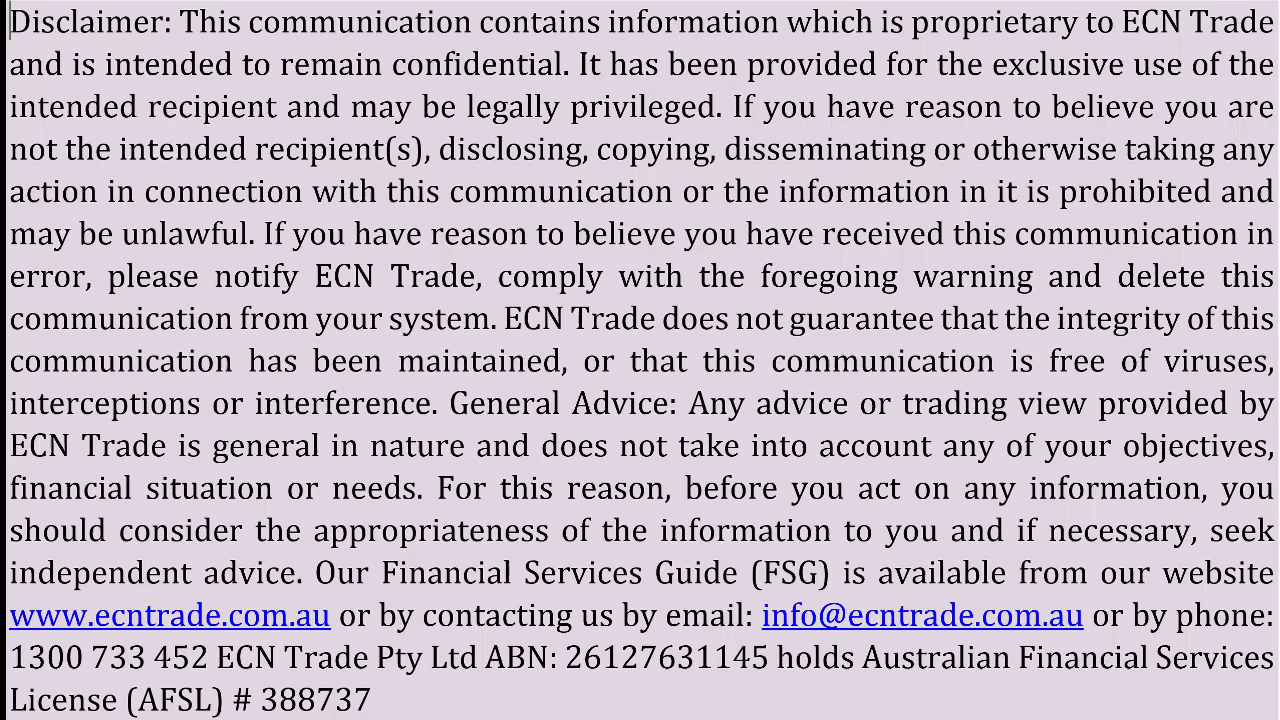 Disclaimer: This communication contains information which is proprietary to ECN Trade
and is intended to remain confidential. It has been provided for the exclusive use of the
intended recipient and may be legally privileged. If you have reason to believe you are
not the intended recipient(s), disclosing, copying, disseminating or otherwise taking any
action in connection with this communication or the information in it is prohibited and
may be unlawful. If you have reason to believe you have received this communication in
error, please notify ECN Trade, comply with the foregoing warning and delete this
communication from your system. ECN Trade does not guarantee that the integrity of this
communication has been maintained, or that this communication is free of viruses,
interceptions or interference. General Advice: Any advice or trading view provided by
ECN Trade is general in nature and does not take into account any of your objectives,
financial situation or needs. For this reason, before you act on any information, you
should consider the appropriateness of the information to you and if necessary, seek
independent advice. Our Financial Services Guide (FSG) is available from our website
www.ecntrade.com.au or by contacting us by email: info@ecntrade.com.au or by phone:
1300 733 452 ECN Trade Pty Ltd ABN: 26127631145 holds Australian Financial Services
License (AFSL) # 388737